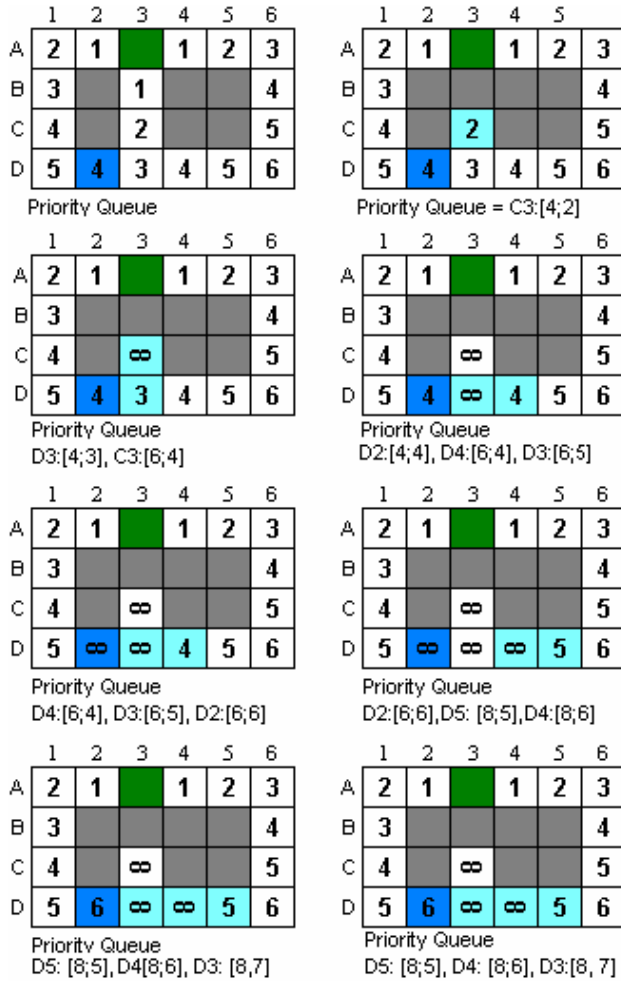 1 2 3 4 5 6
A 2 1 1 2 3
B 3 1 4
C 4 2 5
D 5 4 3 4 5 6
Priority Queue
1 2 3 4 5 6
A 2 1 1 2 3
B 3 4
C 4 2 5
D 5 4 3 4 5 6
Priority Queue = C3:[4;2]
1 2 3 4 5 6
A 2 1 1 2 3
B 3 4
C 4 ∞ 5
D 5 4 3 4 5 6
Priority Queue
D3:[4;3], C3:[6;4]
1 2 3 4 5 6
A 2 1 1 2 3
B 3 4
C 4 ∞ 5
D 5 4 ∞ 4 5 6
Priority Queue
D2:[4;4], D4:[6;4], D3:[6;5]
1 2 3 4 5 6
A 2 1 1 2 3
B 3 4
C 4 ∞ 5
D 5 ∞ ∞ 4 5 6
Priority Queue
D4:[6;4], D3:[6;5], D2:[6;6]
1 2 3 4 5 6
A 2 1 1 2 3
B 3 4
C 4 ∞ 5
D 5 ∞ ∞ ∞ 5 6
Priority Queue
D2:[6;6],D5: [8;5],D4:[8;6]
1 2 3 4 5 6
A 2 1 1 2 3
B 3 4
C 4 ∞ 5
D 5 6 ∞ ∞ 5 6
Priority Queue
D5: [8;5], D4[8;6], D3: [8,7]
1 2 3 4 5 6
A 2 1 1 2 3
B 3 4
C 4 ∞ 5
D 5 6 ∞ ∞ 5 6
Priority Queue
D5: [8;5], D4: [8;6], D3:[8, 7]